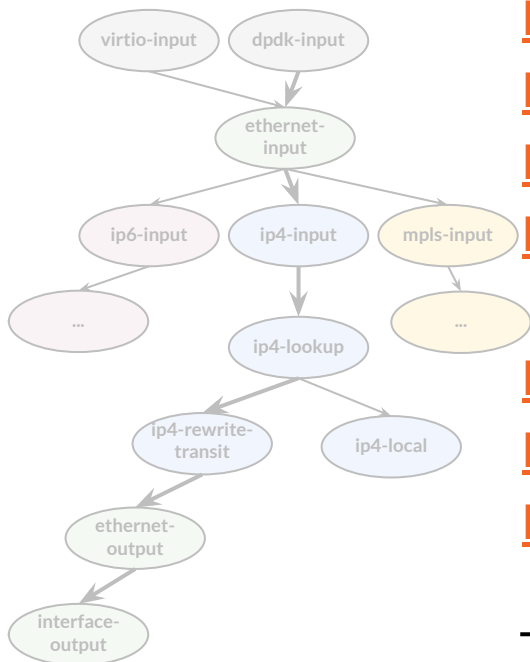 virtio-input dpdk-input
ethernet-
input
ip6-input ip4-input mpls-input
... ...
ip4-lookup
ip4-rewrite-
transit
ip4-local
ethernet-
output
interface-
output